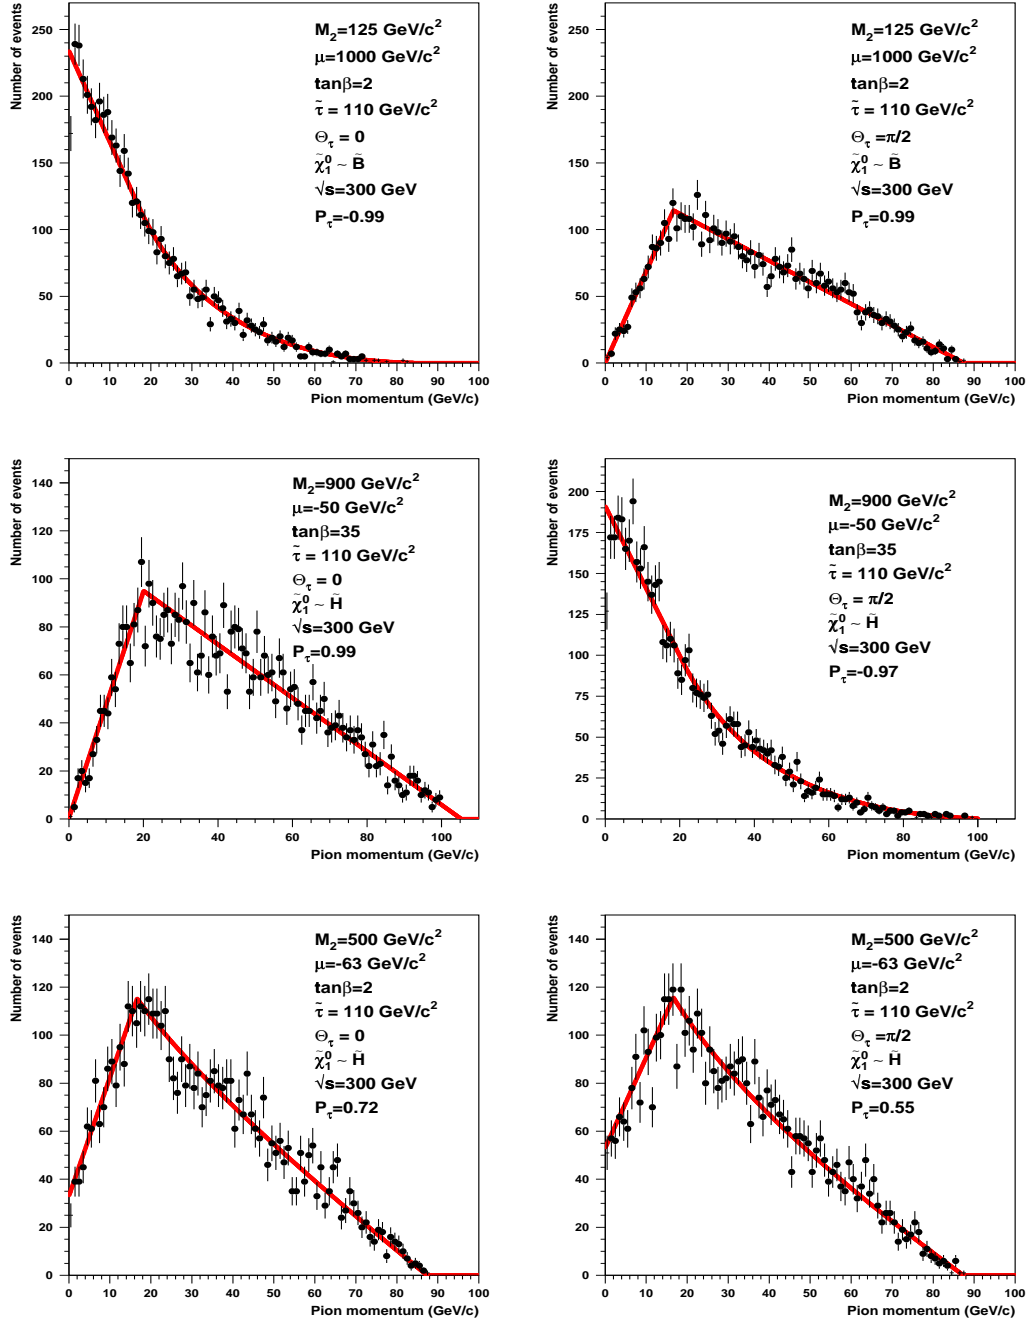 Number of events
250
200
150
100
50
0
M₂=125 GeV/c²
μ=1000 GeV/c²
tanβ=2
τ̃ = 110 GeV/c²
Θ_τ = 0
χ̃₁⁰ ~ B̃
√s=300 GeV
P_τ=-0.99
0 10 20 30 40 50 60 70 80 90 100
Pion momentum (GeV/c)
Number of events
250
200
150
100
50
0
M₂=125 GeV/c²
μ=1000 GeV/c²
tanβ=2
τ̃ = 110 GeV/c²
Θ_τ =π/2
χ̃₁⁰ ~ B̃
√s=300 GeV
P_τ=0.99
0 10 20 30 40 50 60 70 80 90 100
Pion momentum (GeV/c)
Number of events
140
120
100
80
60
40
20
0
M₂=900 GeV/c²
μ=-50 GeV/c²
tanβ=35
τ̃ = 110 GeV/c²
Θ_τ = 0
χ̃₁⁰ ~ H̃
√s=300 GeV
P_τ=0.99
0 20 40 60 80 100
Pion momentum (GeV/c)
Number of events
200
175
150
125
100
75
50
25
0
M₂=900 GeV/c²
μ=-50 GeV/c²
tanβ=35
τ̃ = 110 GeV/c²
Θ_τ = π/2
χ̃₁⁰ ~ H̃
√s=300 GeV
P_τ=-0.97
0 20 40 60 80 100
Pion momentum (GeV/c)
Number of events
140
120
100
80
60
40
20
0
M₂=500 GeV/c²
μ=-63 GeV/c²
tanβ=2
τ̃ = 110 GeV/c²
Θ_τ = 0
χ̃₁⁰ ~ H̃
√s=300 GeV
P_τ=0.72
0 10 20 30 40 50 60 70 80 90 100
Pion momentum (GeV/c)
Number of events
140
120
100
80
60
40
20
0
M₂=500 GeV/c²
μ=-63 GeV/c²
tanβ=2
τ̃ = 110 GeV/c²
Θ_τ =π/2
χ̃₁⁰ ~ H̃
√s=300 GeV
P_τ=0.55
0 10 20 30 40 50 60 70 80 90 100
Pion momentum (GeV/c)